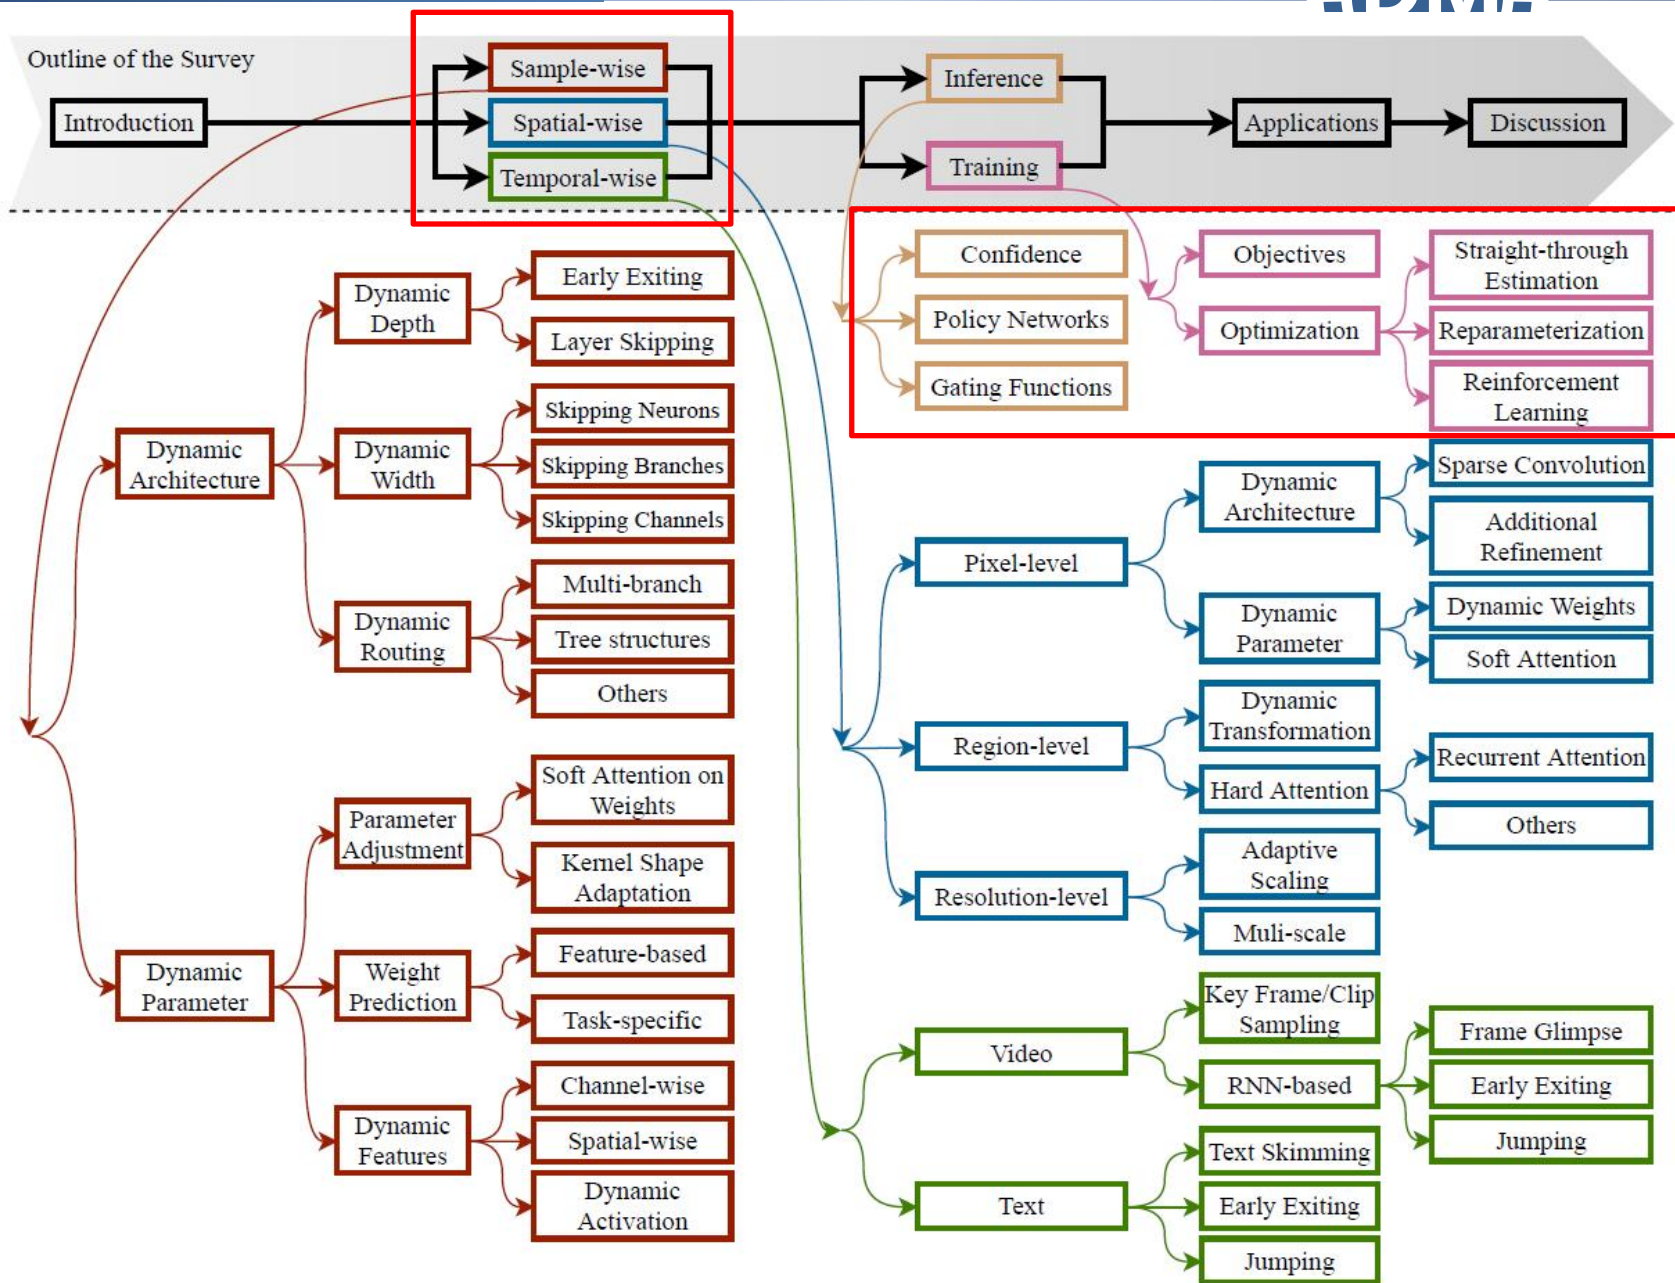 Outline of the Survey
Introduction
Sample-wise
Spatial-wise
Temporal-wise
Inference
Training
Applications
Discussion
Dynamic
Architecture
Dynamic
Depth
Early Exiting
Layer Skipping
Dynamic
Width
Skipping Neurons
Skipping Branches
Skipping Channels
Dynamic
Routing
Multi-branch
Tree structures
Others
Dynamic
Parameter
Parameter
Adjustment
Soft Attention on
Weights
Kernel Shape
Adaptation
Weight
Prediction
Feature-based
Task-specific
Dynamic
Features
Channel-wise
Spatial-wise
Dynamic
Activation
Confidence
Policy Networks
Gating Functions
Objectives
Optimization
Straight-through
Estimation
Reparameterization
Reinforcement
Learning
Pixel-level
Dynamic
Architecture
Sparse Convolution
Additional
Refinement
Dynamic
Parameter
Dynamic Weights
Soft Attention
Region-level
Dynamic
Transformation
Hard Attention
Recurrent Attention
Others
Resolution-level
Adaptive
Scaling
Muli-scale
Video
Key Frame/Clip
Sampling
RNN-based
Frame Glimpse
Early Exiting
Jumping
Text
Text Skimming
Early Exiting
Jumping